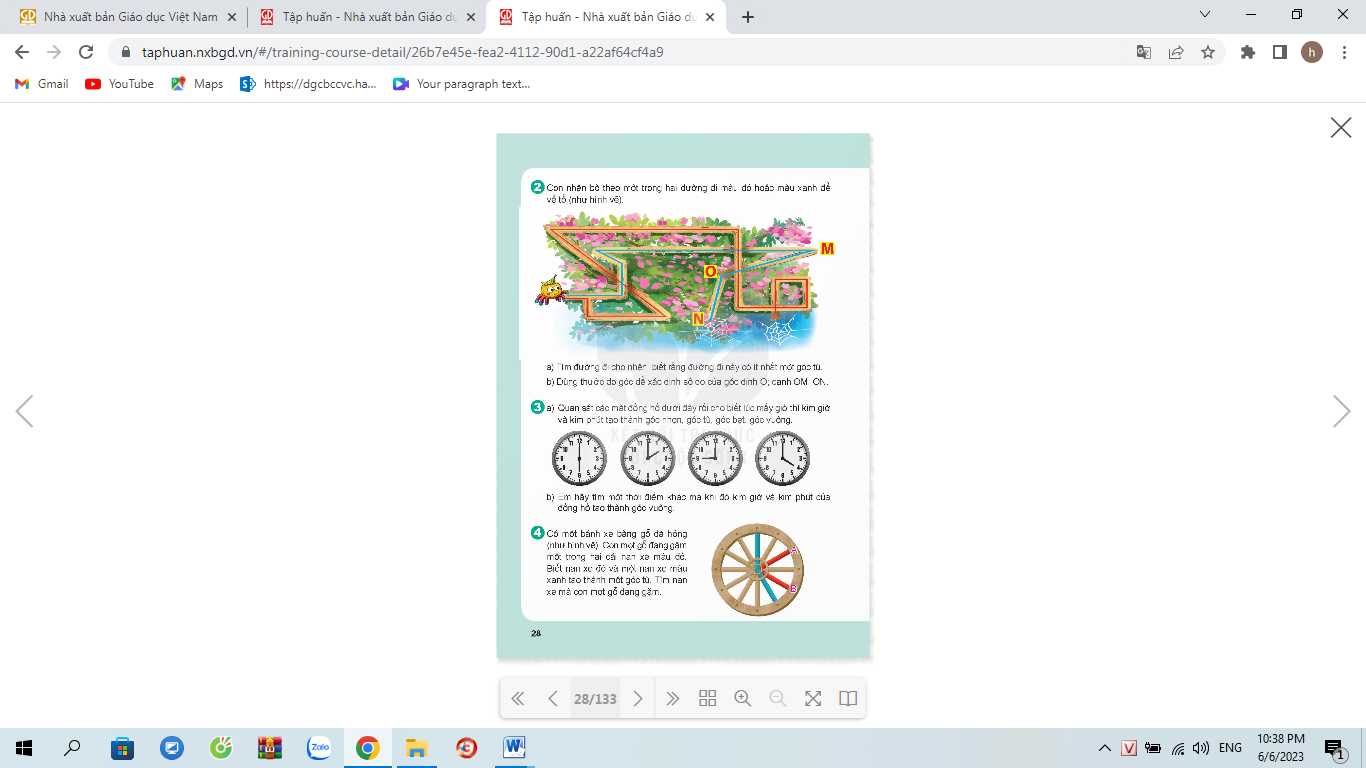 Nhà xuất bản Giáo dục Việt Nam
Tập huấn - Nhà xuất bản Giáo dụ
Tập huấn - Nhà xuất bản Giáo dụ
taphuan.nxbgd.vn/#/training-course-detail/26b7e45e-fea2-4112-90d1-a22af64cf4a9
h
Gmail
YouTube
Maps
https://dgcbccvc.ha...
Your paragraph text...
2 Con nhện bò theo một trong hai đường đi màu đỏ hoặc màu xanh để
về tổ (như hình vẽ).
M
O
N
a) Tìm đường đi cho nhện, biết rằng đường đi này có ít nhất một góc tù.
b) Dùng thước đo góc để xác định số đo của góc đỉnh O; cạnh OM, ON.
3 a) Quan sát các mặt đồng hồ dưới đây rồi cho biết lúc mấy giờ thì kim giờ
và kim phút tạo thành góc nhọn, góc tù, góc bẹt, góc vuông.
b) Em hãy tìm một thời điểm khác mà khi đó kim giờ và kim phút của
đồng hồ tạo thành góc vuông.
4 Có một bánh xe bằng gỗ đã hỏng
(như hình vẽ). Con mọt gỗ đang gặm
một trong hai cái nan xe màu đỏ.
Biết nan xe đó và một nan xe màu
xanh tạo thành một góc tù. Tìm nan
xe mà con mọt gỗ đang gặm.
A
B
28
28/133
Zalo
ENG
10:38 PM
6/6/2023
1